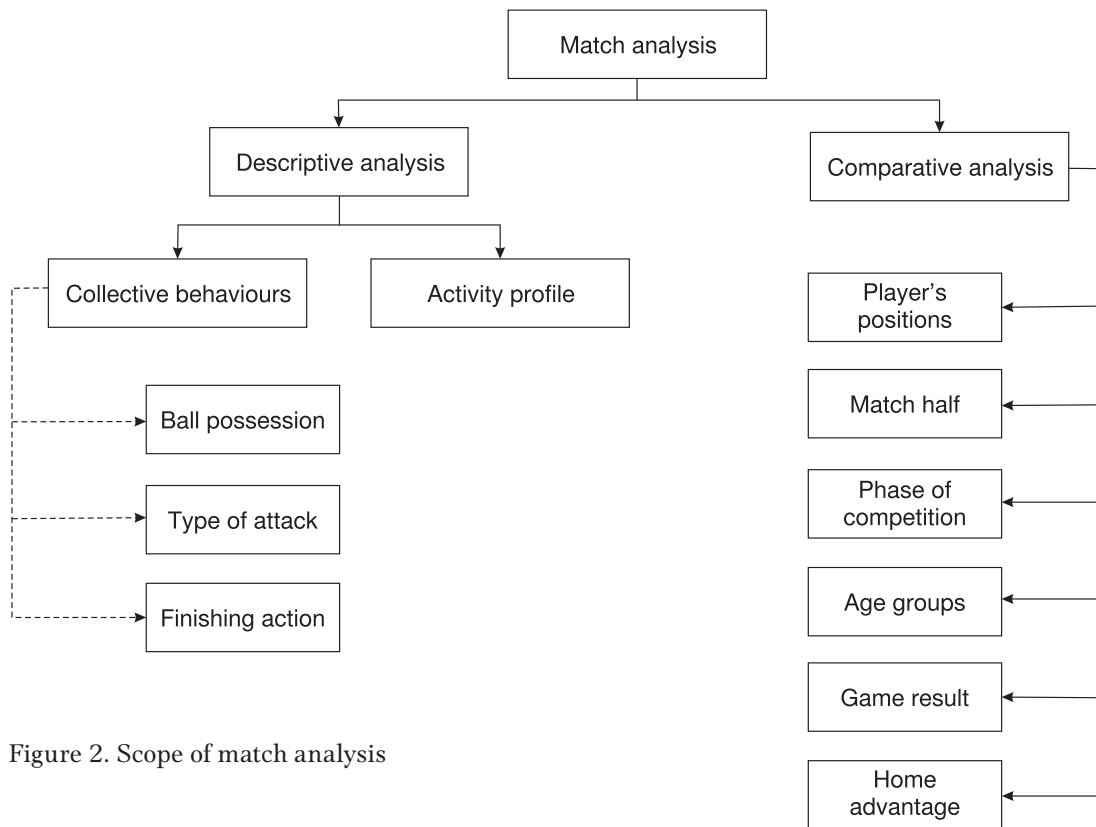 Match analysis
Descriptive analysis
Comparative analysis
Collective behaviours
Activity profile
Player's
positions
Ball possession
Match half
Type of attack
Phase of
competition
Finishing action
Age groups
Game result
Figure 2. Scope of match analysis
Home
advantage